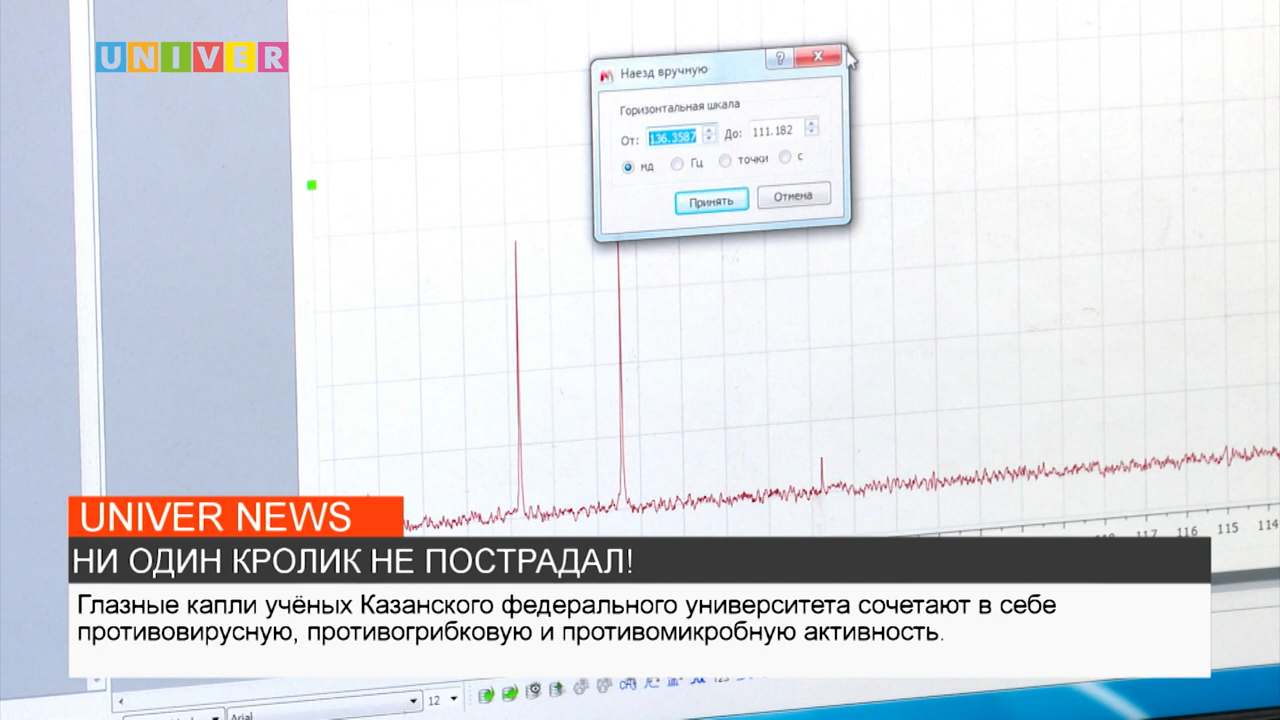 UNIVER
Наезд вручную
?
Горизонтальная шкала
От: 136.3587 До: 111.182
мд Гц точки с
Принять Отмена
117 116 115 114
UNIVER NEWS
НИ ОДИН КРОЛИК НЕ ПОСТРАДАЛ!
Глазные капли учёных Казанского федерального университета сочетают в себе
противовирусную, противогрибковую и противомикробную активность.
12
Arial